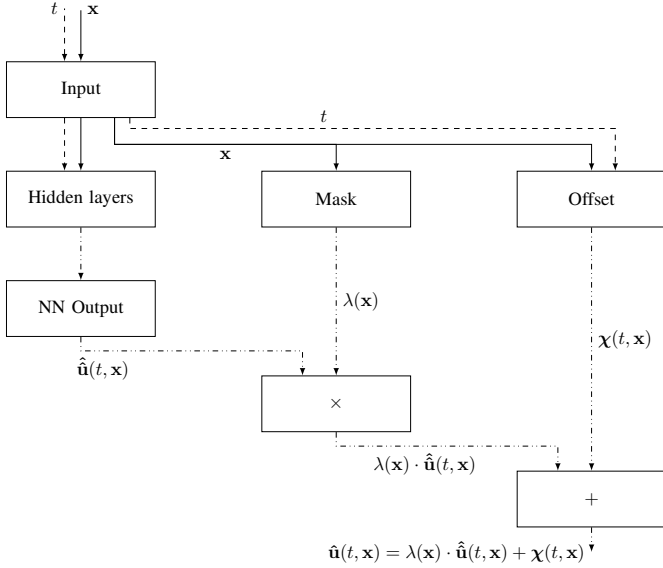 t x
Input
t
x
Hidden layers
Mask
Offset
NN Output
λ(x)
χ(t, x)
û̂(t, x)
×
λ(x) · û̂(t, x)
+
û(t, x) = λ(x) · û̂(t, x) + χ(t, x)